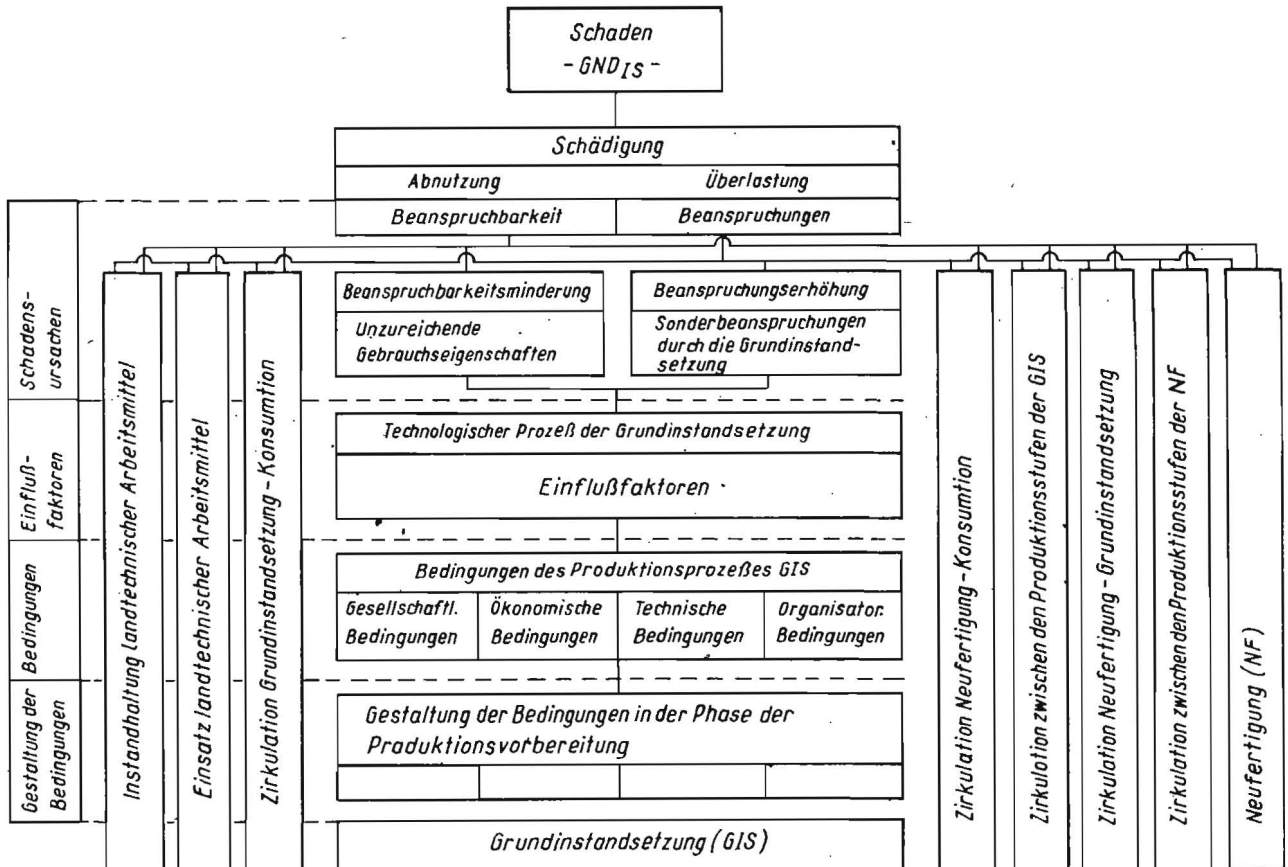 Schaden
- GND IS -
Schädigung
Abnutzung Überlastung
Beanspruchbarkeit Beanspruchungen
Schadens-
ursachen
Einfluß-
faktoren
Bedingungen
Gestaltung der
Bedingungen
Instandhaltung landtechnischer Arbeitsmittel
Einsatz landtechnischer Arbeitsmittel
Zirkulation Grundinstandsetzung - Konsumtion
Beanspruchbarkeitsminderung
Unzureichende
Gebrauchseigenschaften
Beanspruchungserhöhung
Sonderbeanspruchungen
durch die Grundinstand-
setzung
Technologischer Prozeß der Grundinstandsetzung
Einflußfaktoren
Bedingungen des Produktionsprozeßes GIS
Gesellschaftl.
Bedingungen
Ökonomische
Bedingungen
Technische
Bedingungen
Organisator.
Bedingungen
Gestaltung der Bedingungen in der Phase der
Produktionsvorbereitung
Grundinstandsetzung (GIS)
Zirkulation Neufertigung - Konsumtion
Zirkulation zwischen den Produktionsstufen der GIS
Zirkulation Neufertigung - Grundinstandsetzung
Zirkulation zwischen den Produktionsstufen der NF
Neufertigung (NF)